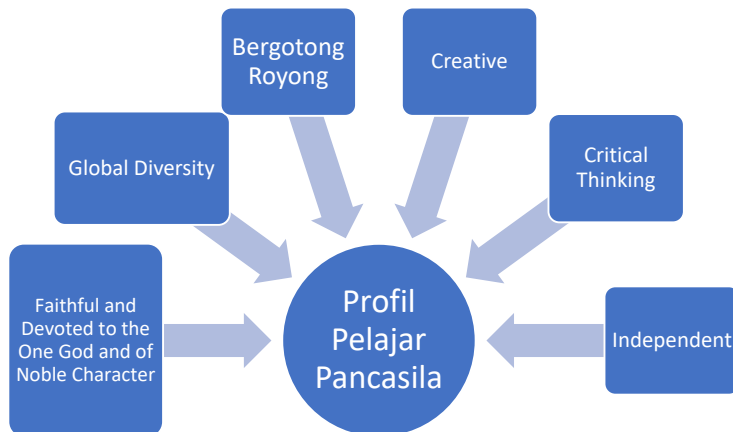 Bergotong
Royong
Creative
Global Diversity
Critical
Thinking
Faithful and
Devoted to the
One God and of
Noble Character
Profil
Pelajar
Pancasila
Independent